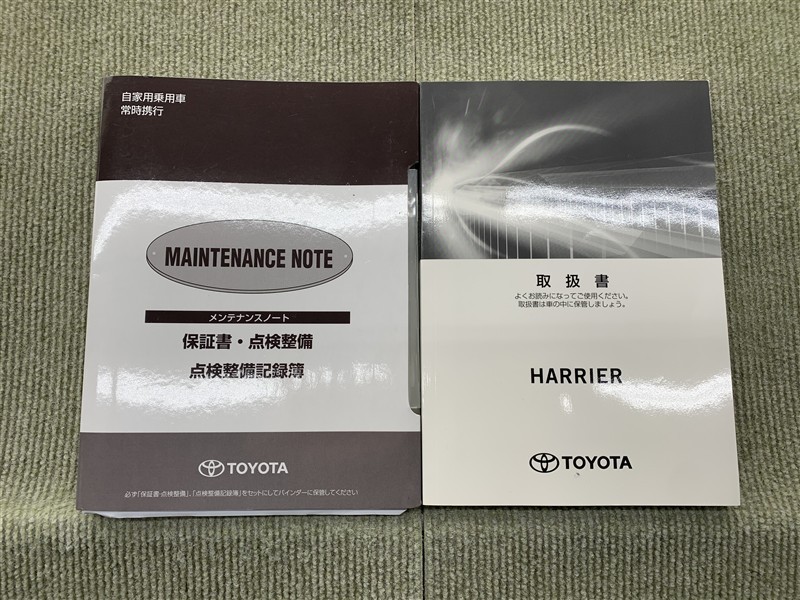 自家用乗用車
常時携行
MAINTENANCE NOTE
メンテナンスノート
保証書・点検整備
点検整備記録簿
TOYOTA
必ず「保証書・点検整備」、「点検整備記録簿」をセットにしてバインダーに保管してください
取扱書
よくお読みになってご使用ください。
取扱書は車の中に保管しましょう。
HARRIER
TOYOTA